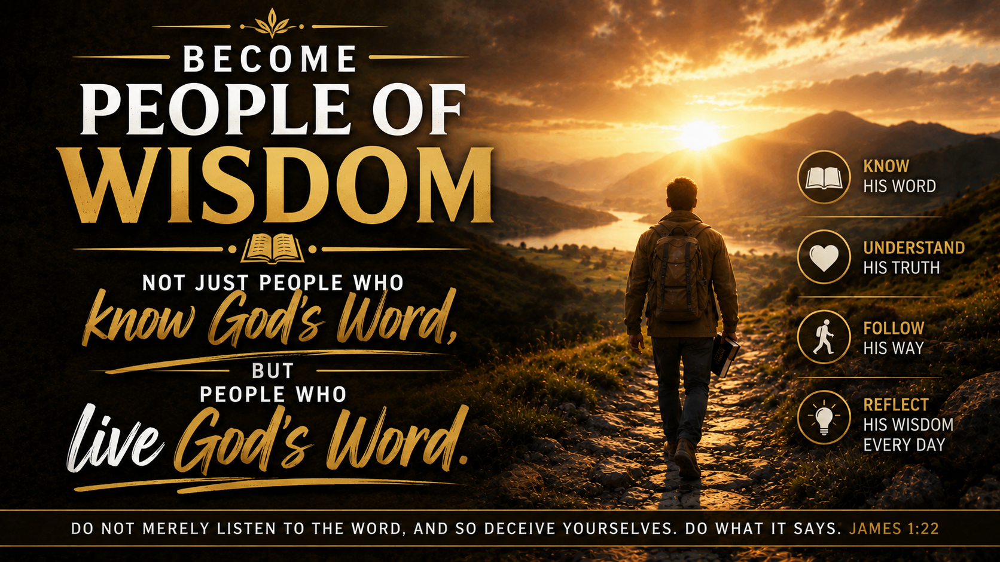 BECOME
PEOPLE OF
WISDOM
NOT JUST PEOPLE WHO
know God's Word,
BUT
PEOPLE WHO
live God's Word.
KNOW
HIS WORD
UNDERSTAND
HIS TRUTH
FOLLOW
HIS WAY
REFLECT
HIS WISDOM
EVERY DAY
DO NOT MERELY LISTEN TO THE WORD, AND SO DECEIVE YOURSELVES. DO WHAT IT SAYS. JAMES 1:22